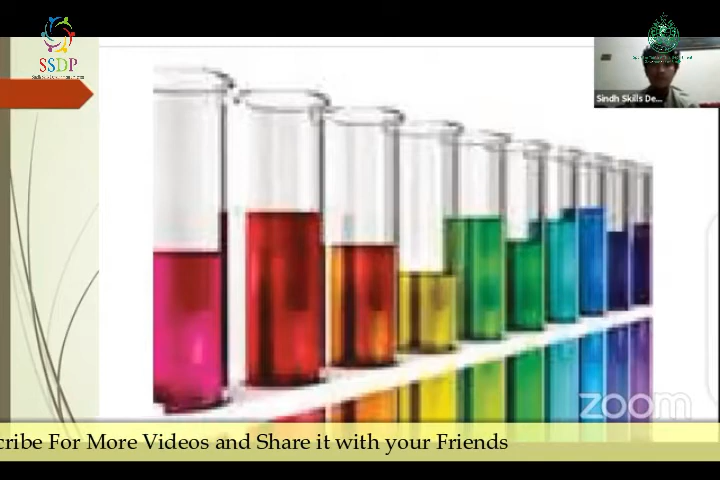 SSDP
Sindh Skills De...
zoom
cribe For More Videos and Share it with your Friends